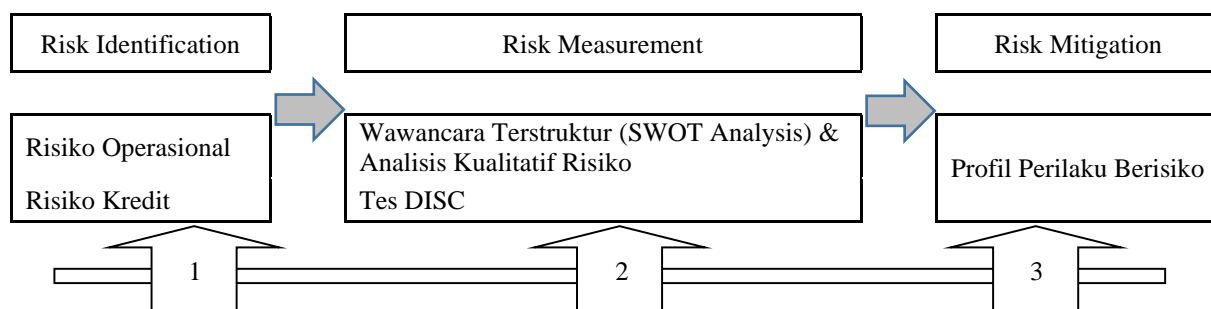 Risk Identification
Risk Measurement
Risk Mitigation
Risiko Operasional
Risiko Kredit
Wawancara Terstruktur (SWOT Analysis) &
Analisis Kualitatif Risiko
Tes DISC
Profil Perilaku Berisiko
1
2
3